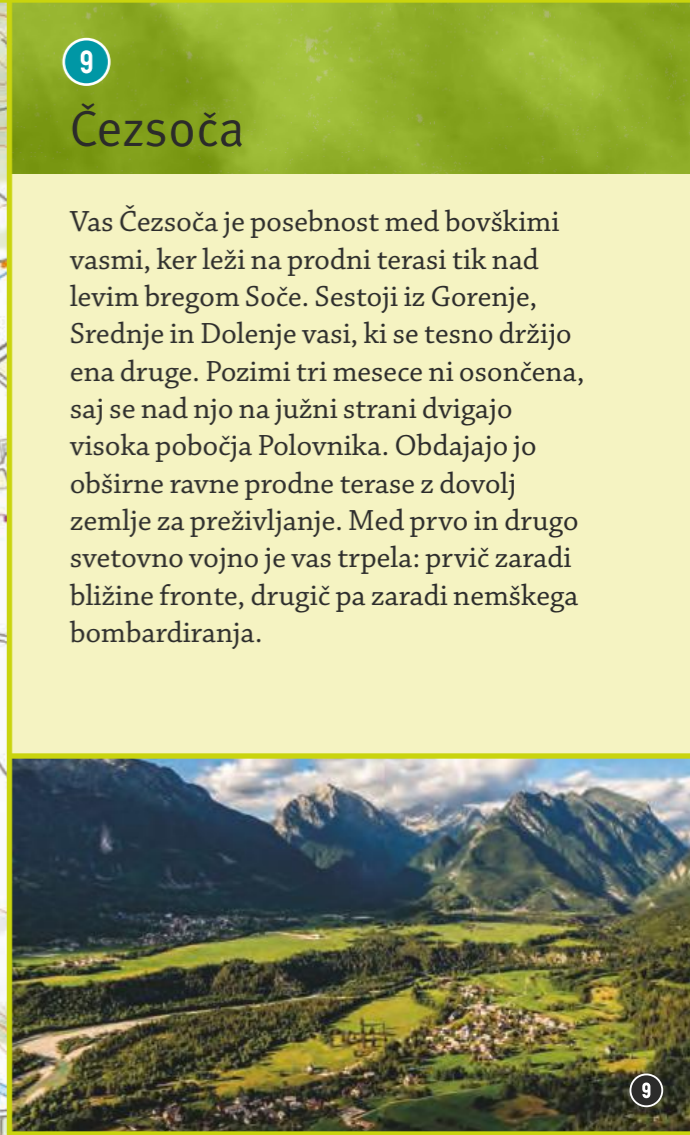 9
Čezsoča
Vas Čezsoča je posebnost med bovškimi
vasmi, ker leži na prodni terasi tik nad
levim bregom Soče. Sestoji iz Gorenje,
Srednje in Dolenje vasi, ki se tesno držijo
ena druge. Pozimi tri mesece ni osončena,
saj se nad njo na južni strani dvigajo
visoka pobočja Polovnika. Obdajajo jo
obširne ravne prodne terase z dovolj
zemlje za preživljanje. Med prvo in drugo
svetovno vojno je vas trpela: prvič zaradi
bližine fronte, drugič pa zaradi nemškega
bombardiranja.
9